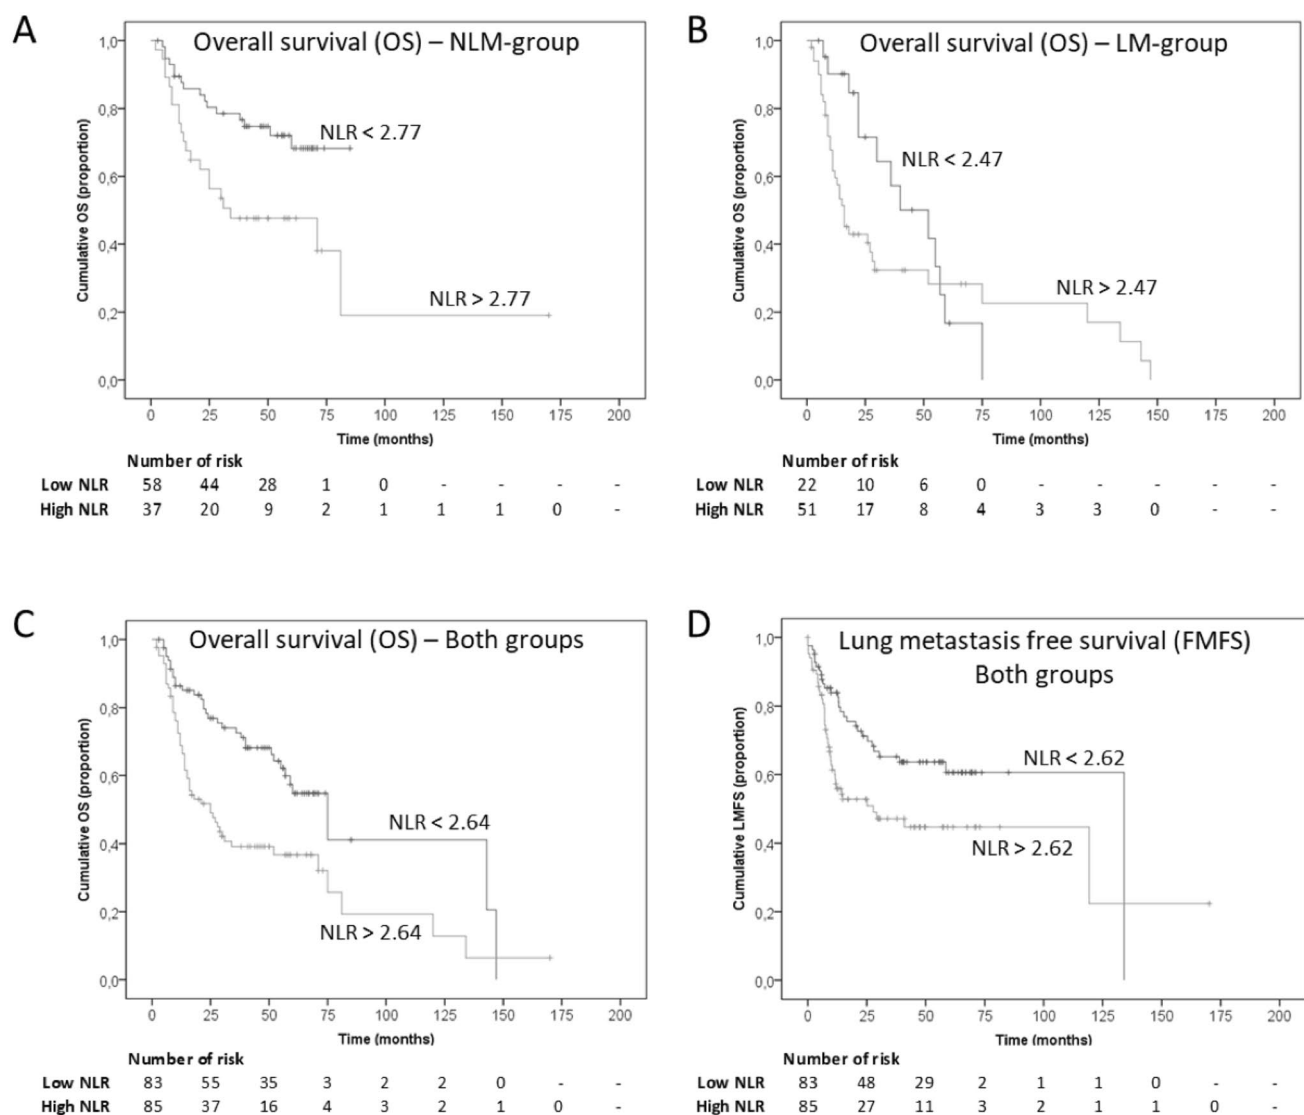 A
Overall survival (OS) – NLM-group
Cumulative OS (proportion)
1,0
0,8
0,6
0,4
0,2
0,0
NLR < 2.77
NLR > 2.77
0 25 50 75 100 125 150 175 200
Time (months)
Number of risk
Low NLR 58 44 28 1 0 - - - -
High NLR 37 20 9 2 1 1 1 0 -
B
Overall survival (OS) – LM-group
Cumulative OS (proportion)
1,0
0,8
0,6
0,4
0,2
0,0
NLR < 2.47
NLR > 2.47
0 25 50 75 100 125 150 175 200
Time (months)
Number of risk
Low NLR 22 10 6 0 - - - - -
High NLR 51 17 8 4 3 3 0 - -
C
Overall survival (OS) – Both groups
Cumulative OS (proportion)
1,0
0,8
0,6
0,4
0,2
0,0
NLR < 2.64
NLR > 2.64
0 25 50 75 100 125 150 175 200
Time (months)
Number of risk
Low NLR 83 55 35 3 2 2 0 - -
High NLR 85 37 16 4 3 2 1 0 -
D
Lung metastasis free survival (FMFS)
Both groups
Cumulative LMFS (proportion)
1,0
0,8
0,6
0,4
0,2
0,0
NLR < 2.62
NLR > 2.62
0 25 50 75 100 125 150 175 200
Time (months)
Number of risk
Low NLR 83 48 29 2 1 1 0 - -
High NLR 85 27 11 3 2 1 1 0 -